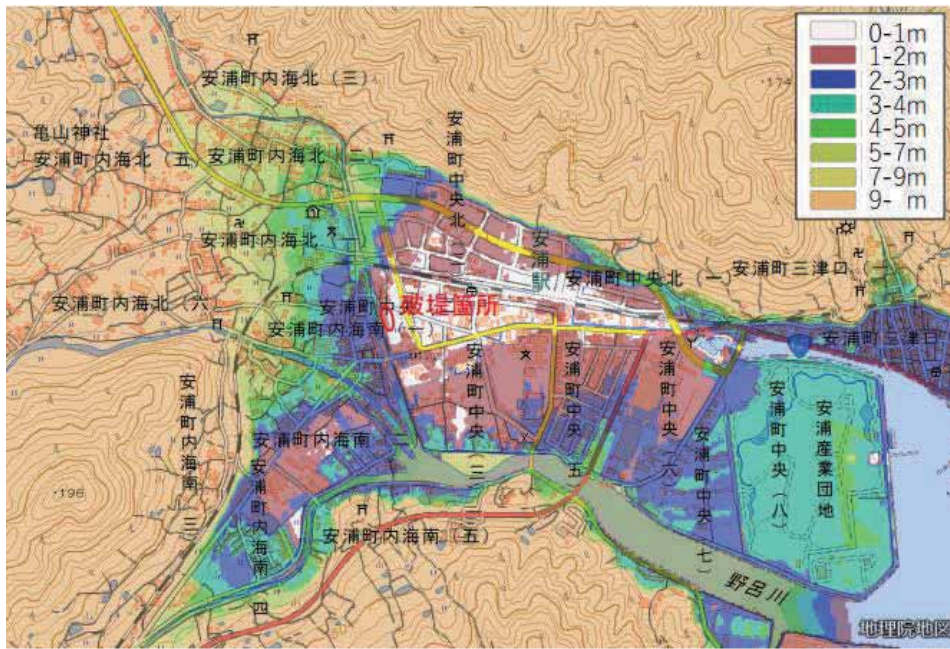 0-1m
1-2m
2-3m
3-4m
4-5m
5-7m
7-9m
9- m
・174
安浦町内海北(三)
亀山神社
安浦町内海北(五)
安浦町内海北(二)
安浦町中央北(二)
安浦町内海北(一)
安浦駅
安浦町中央北(一)
安浦町三津口(一)
安浦町内海北(六)
安浦町中央
破堤箇所
安浦町内海南(一)
安浦町三津口
安浦町内海南(三)
安浦町内海南(二)
安浦町中央(三)
安浦町中央(五)
安浦町中央(六)
安浦町中央(七)
安浦町中央(八)
安浦産業団地
・196
安浦町内海南(四)
安浦町内海南(五)
野呂川
地理院地図